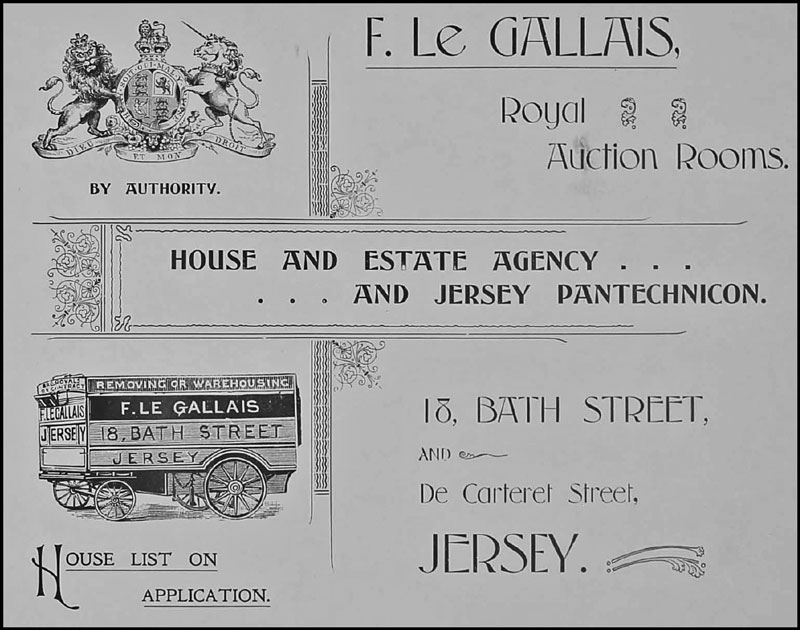 F. Le GALLAIS,
Royal
Auction Rooms.
DIEU ET MON DROIT
BY AUTHORITY.
HOUSE AND ESTATE AGENCY . . .
. . . AND JERSEY PANTECHNICON.
REMOVING OR WAREHOUSING
F. LE GALLAIS
18, BATH STREET
JERSEY
F. LE GALLAIS
JERSEY
18, BATH STREET,
AND
De Carteret Street,
JERSEY.
HOUSE LIST ON
APPLICATION.